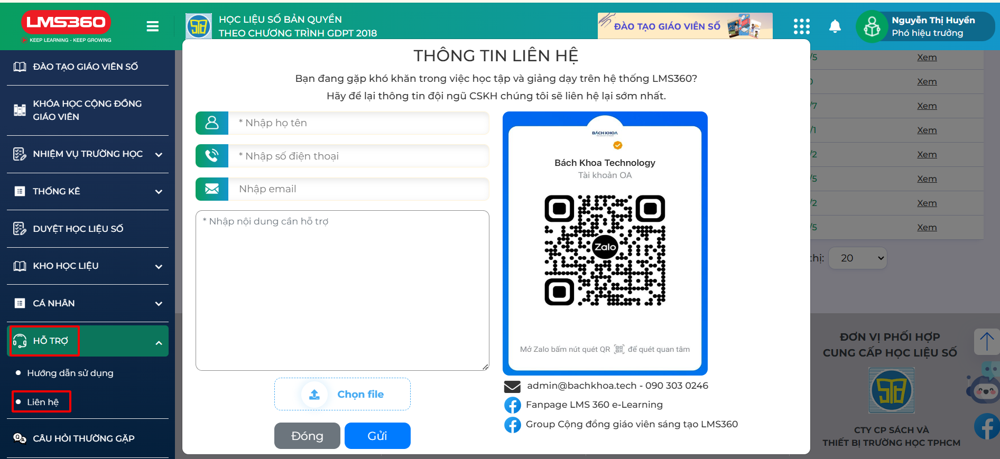 LMS360
KEEP LEARNING - KEEP GROWING
HỌC LIỆU SỐ BẢN QUYỀN
THEO CHƯƠNG TRÌNH GDPT 2018
ĐÀO TẠO GIÁO VIÊN SỐ
Nguyễn Thị Huyền
Phó hiệu trưởng
ĐÀO TẠO GIÁO VIÊN SỐ
KHÓA HỌC CỘNG ĐỒNG
GIÁO VIÊN
NHIỆM VỤ TRƯỜNG HỌC
THỐNG KÊ
DUYỆT HỌC LIỆU SỐ
KHO HỌC LIỆU
CÁ NHÂN
HỖ TRỢ
Hướng dẫn sử dụng
Liên hệ
CÂU HỎI THƯỜNG GẶP
THÔNG TIN LIÊN HỆ
Bạn đang gặp khó khăn trong việc học tập và giảng dạy trên hệ thống LMS360?
Hãy để lại thông tin đội ngũ CSKH chúng tôi sẽ liên hệ lại sớm nhất.
* Nhập họ tên
* Nhập số điện thoại
Nhập email
* Nhập nội dung cần hỗ trợ
Chọn file
Đóng
Gửi
BÁCH KHOA
Bách Khoa Technology
Tài khoản OA
Zalo
Mở Zalo bấm nút quét QR để quét quan tâm
admin@bachkhoa.tech - 090 303 0246
Fanpage LMS 360 e-Learning
Group Cộng đồng giáo viên sáng tạo LMS360
/5 Xem
Xem
/7 Xem
/1 Xem
/2 Xem
/5 Xem
/2 Xem
/5 Xem
thị: 20
ĐƠN VỊ PHỐI HỢP
CUNG CẤP HỌC LIỆU SỐ
CTY CP SÁCH VÀ
THIẾT BỊ TRƯỜNG HỌC TPHCM